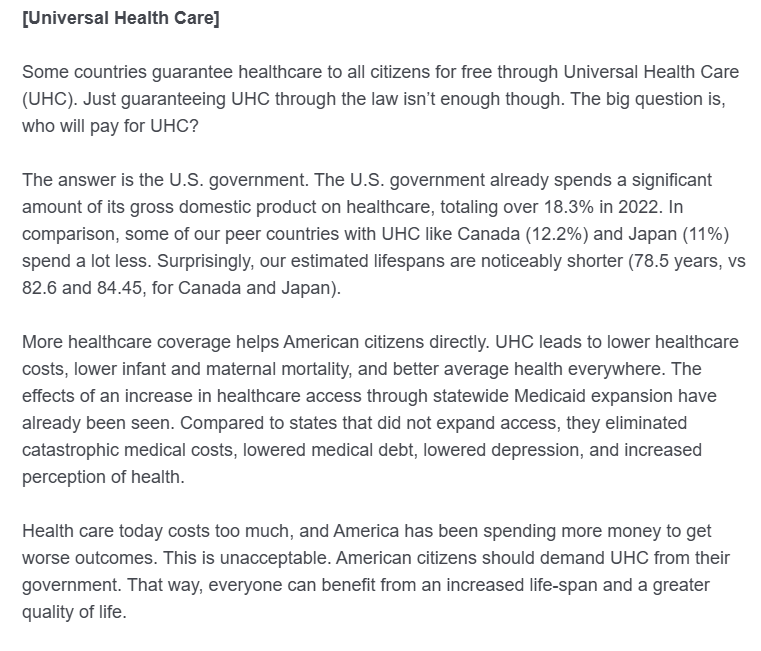 [Universal Health Care]
Some countries guarantee healthcare to all citizens for free through Universal Health Care
(UHC). Just guaranteeing UHC through the law isn’t enough though. The big question is,
who will pay for UHC?
The answer is the U.S. government. The U.S. government already spends a significant
amount of its gross domestic product on healthcare, totaling over 18.3% in 2022. In
comparison, some of our peer countries with UHC like Canada (12.2%) and Japan (11%)
spend a lot less. Surprisingly, our estimated lifespans are noticeably shorter (78.5 years, vs
82.6 and 84.45, for Canada and Japan).
More healthcare coverage helps American citizens directly. UHC leads to lower healthcare
costs, lower infant and maternal mortality, and better average health everywhere. The
effects of an increase in healthcare access through statewide Medicaid expansion have
already been seen. Compared to states that did not expand access, they eliminated
catastrophic medical costs, lowered medical debt, lowered depression, and increased
perception of health.
Health care today costs too much, and America has been spending more money to get
worse outcomes. This is unacceptable. American citizens should demand UHC from their
government. That way, everyone can benefit from an increased life-span and a greater
quality of life.